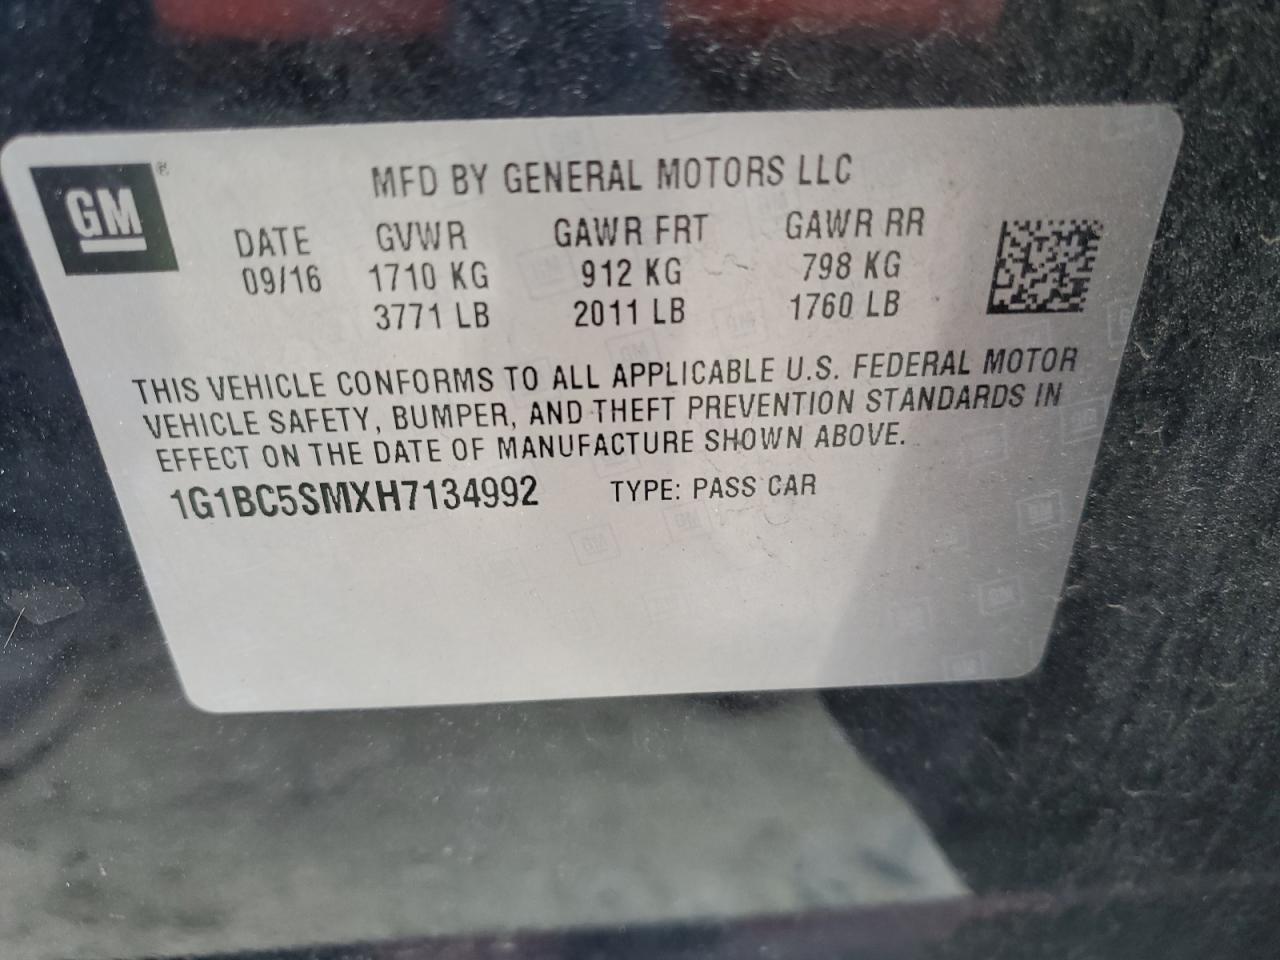 GM®
MFD BY GENERAL MOTORS LLC
DATE GVWR GAWR FRT GAWR RR
09/16 1710 KG 912 KG 798 KG
3771 LB 2011 LB 1760 LB
THIS VEHICLE CONFORMS TO ALL APPLICABLE U.S. FEDERAL MOTOR
VEHICLE SAFETY, BUMPER, AND THEFT PREVENTION STANDARDS IN
EFFECT ON THE DATE OF MANUFACTURE SHOWN ABOVE.
1G1BC5SMXH7134992 TYPE: PASS CAR